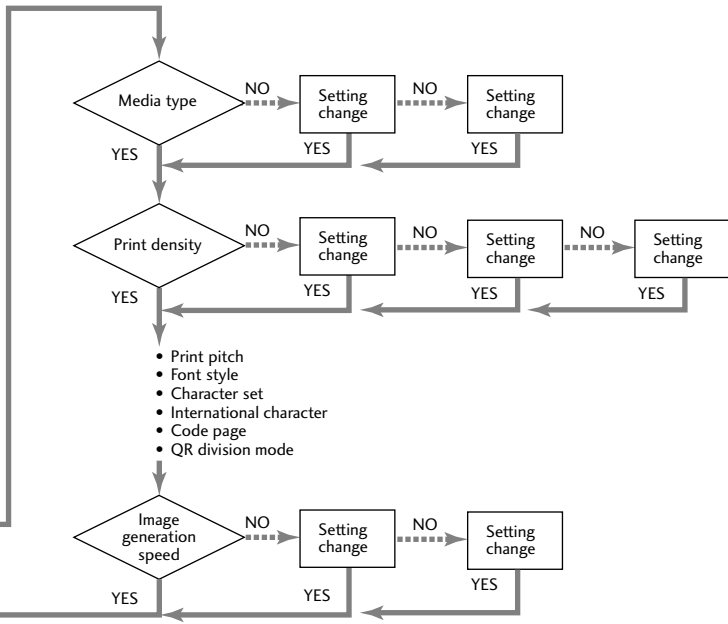 Media type
NO
Setting
change
NO
Setting
change
YES
YES
YES
Print density
NO
Setting
change
NO
Setting
change
NO
Setting
change
YES
YES
YES
YES
• Print pitch
• Font style
• Character set
• International character
• Code page
• QR division mode
Image
generation
speed
NO
Setting
change
NO
Setting
change
YES
YES
YES